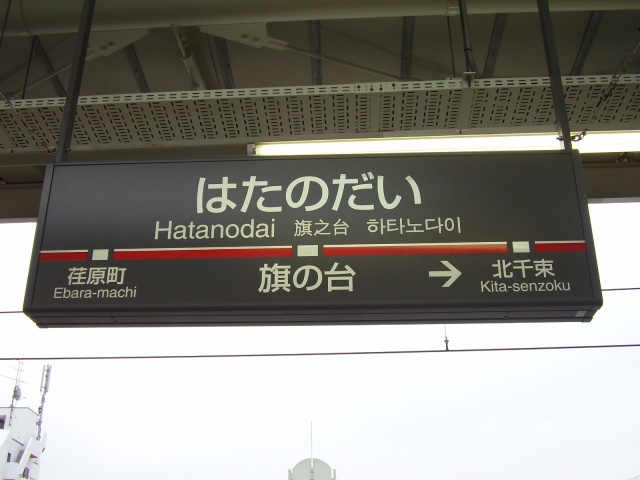 はたのだい
Hatanodai 旗之台 하타노다이
荏原町 旗の台 → 北千束
Ebara-machi Kita-senzoku